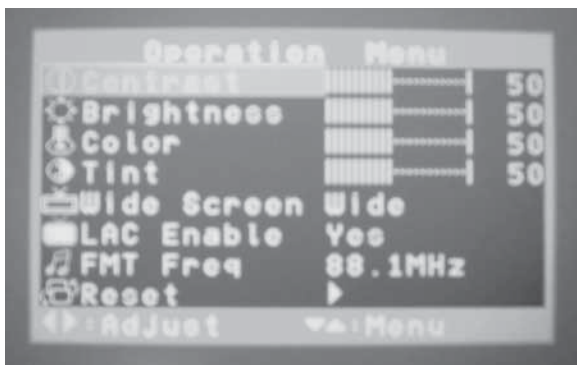 Operation Menu
Contrast 50
Brightness 50
Color 50
Tint 50
Wide Screen Wide
LAC Enable Yes
FMT Freq 88.1MHz
Reset
:AdJust :Menu